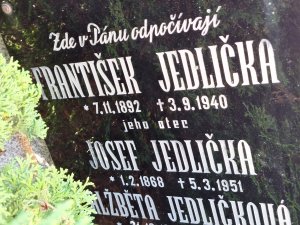 Zde v Pánu odpočívají
FRANTIŠEK JEDLIČKA
* 7.11.1892 † 3.9.1940
jeho otec
JOSEF JEDLIČKA
* 1.2.1868 † 5.3.1951
ALŽBĚTA JEDLIČKOVÁ